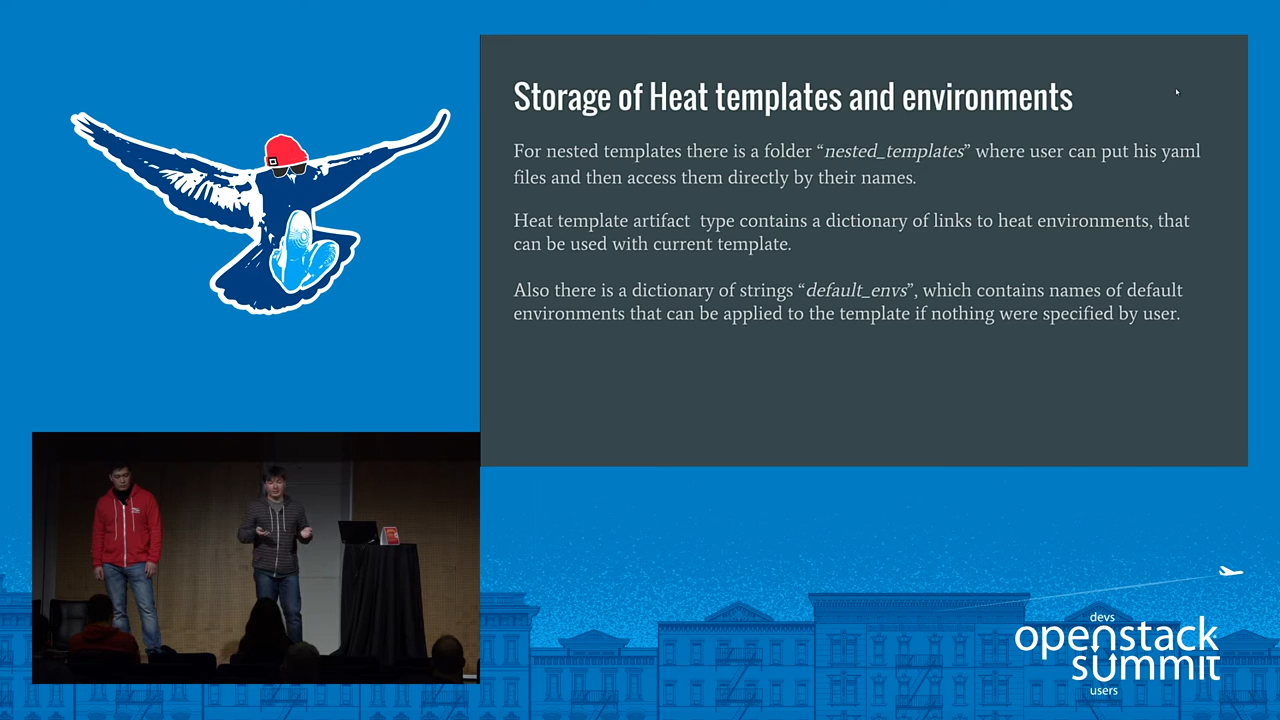 Storage of Heat templates and environments
For nested templates there is a folder “nested_templates” where user can put his yaml
files and then access them directly by their names.
Heat template artifact  type contains a dictionary of links to heat environments, that
can be used with current template.
Also there is a dictionary of strings “default_envs”, which contains names of default
environments that can be applied to the template if nothing were specified by user.
devs
openstack
summit
users